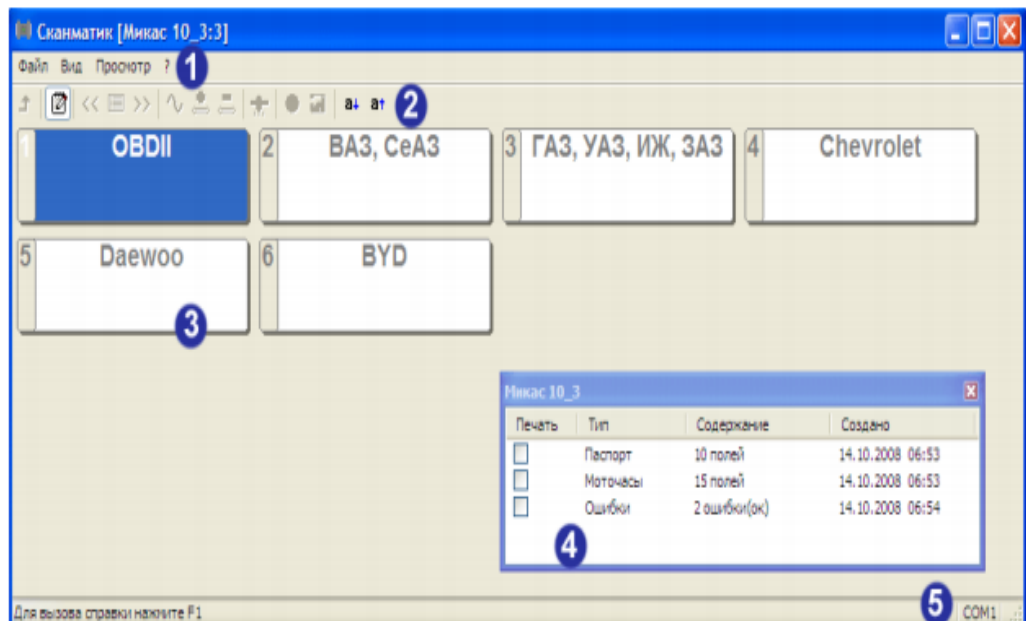 Сканматик [Микас 10_3:3]
Файл Вид Просмотр ? 1
<< >> a↓ a↑ 2
1 OBDII 2 ВАЗ, СеАЗ 3 ГАЗ, УАЗ, ИЖ, ЗАЗ 4 Chevrolet
5 Daewoo 6 BYD
3
Микас 10_3
Печать Тип Содержание Создано
Паспорт 10 полей 14.10.2008 06:53
Моточасы 15 полей 14.10.2008 06:53
Ошибки 2 ошибки(ок) 14.10.2008 06:54
4
5
Для вызова справки нажмите F1 COM1